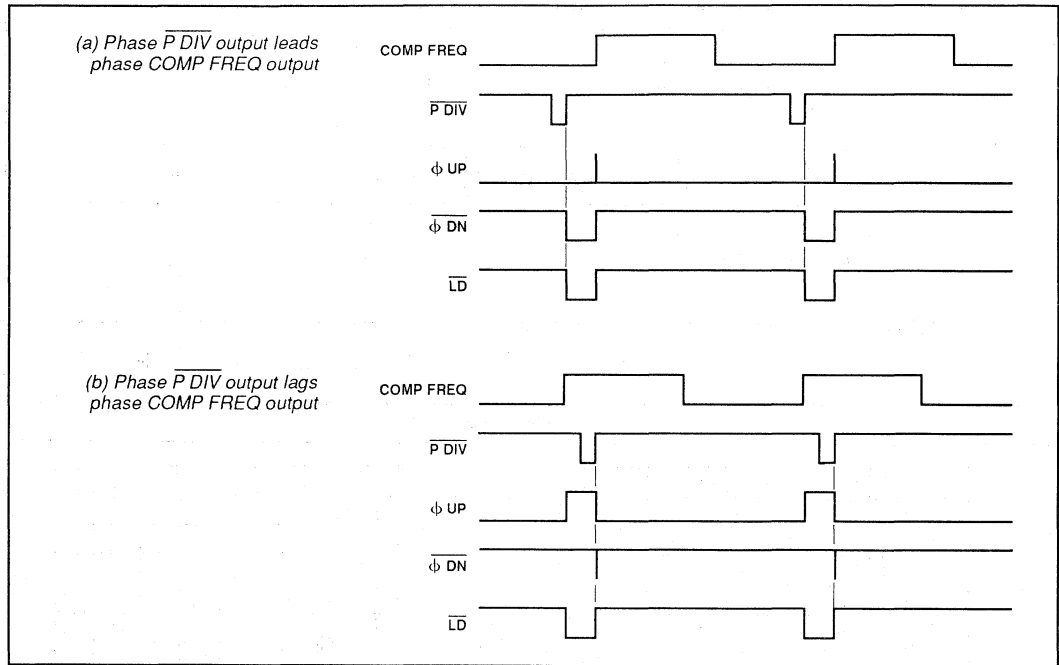 (a) Phase P DIV output leads
phase COMP FREQ output
COMP FREQ
P DIV
ϕ UP
ϕ DN
LD
(b) Phase P DIV output lags
phase COMP FREQ output
COMP FREQ
P DIV
ϕ UP
ϕ DN
LD